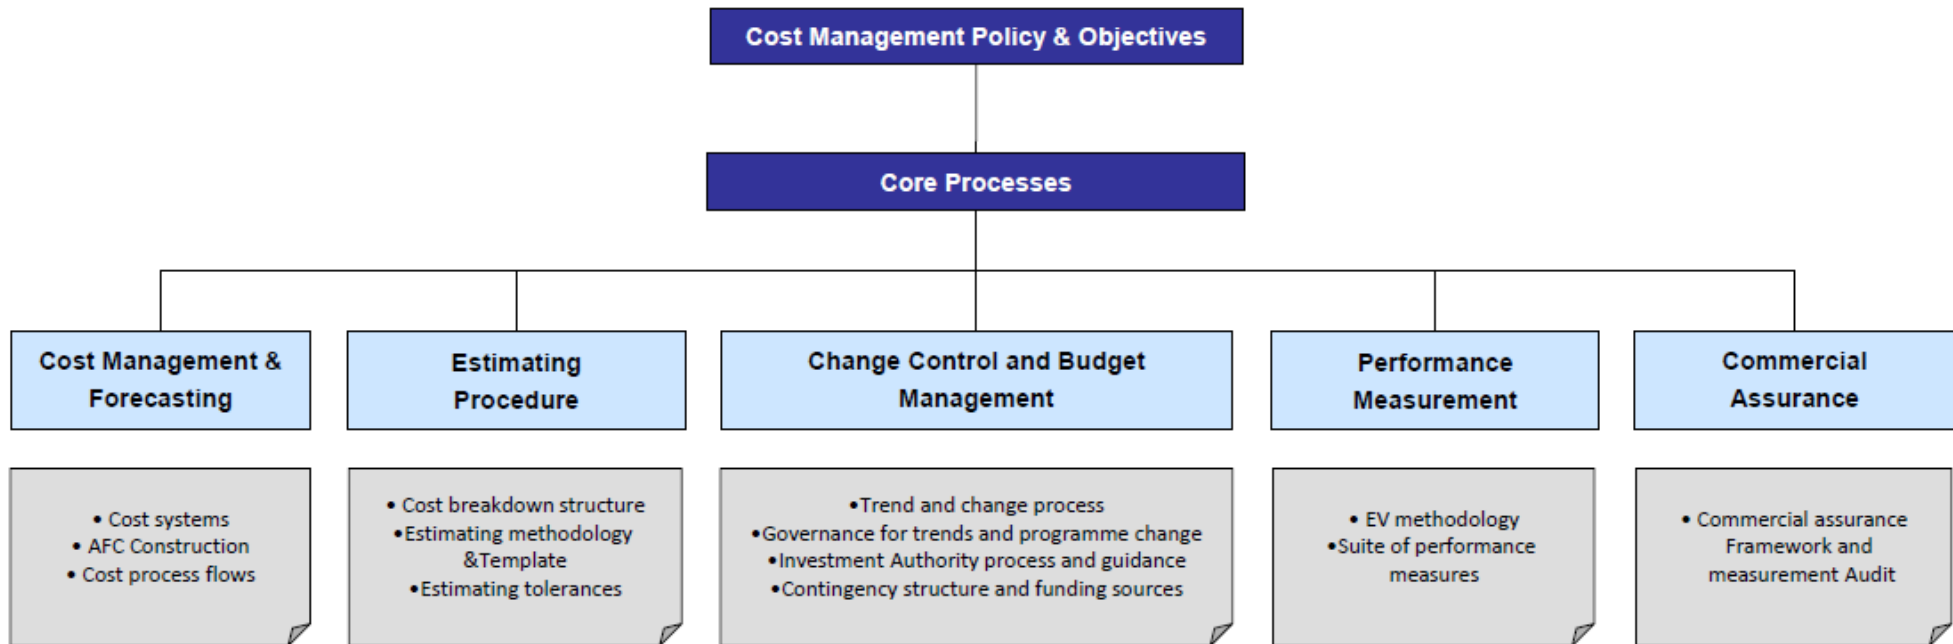 Cost Management Policy & Objectives
Core Processes
Cost Management &
Forecasting
Estimating
Procedure
Change Control and Budget
Management
Performance
Measurement
Commercial
Assurance
• Cost systems
• AFC Construction
• Cost process flows
• Cost breakdown structure
•Estimating methodology
&Template
•Estimating tolerances
•Trend and change process
•Governance for trends and programme change
•Investment Authority process and guidance
•Contingency structure and funding sources
• EV methodology
•Suite of performance
measures
• Commercial assurance
Framework and
measurement Audit